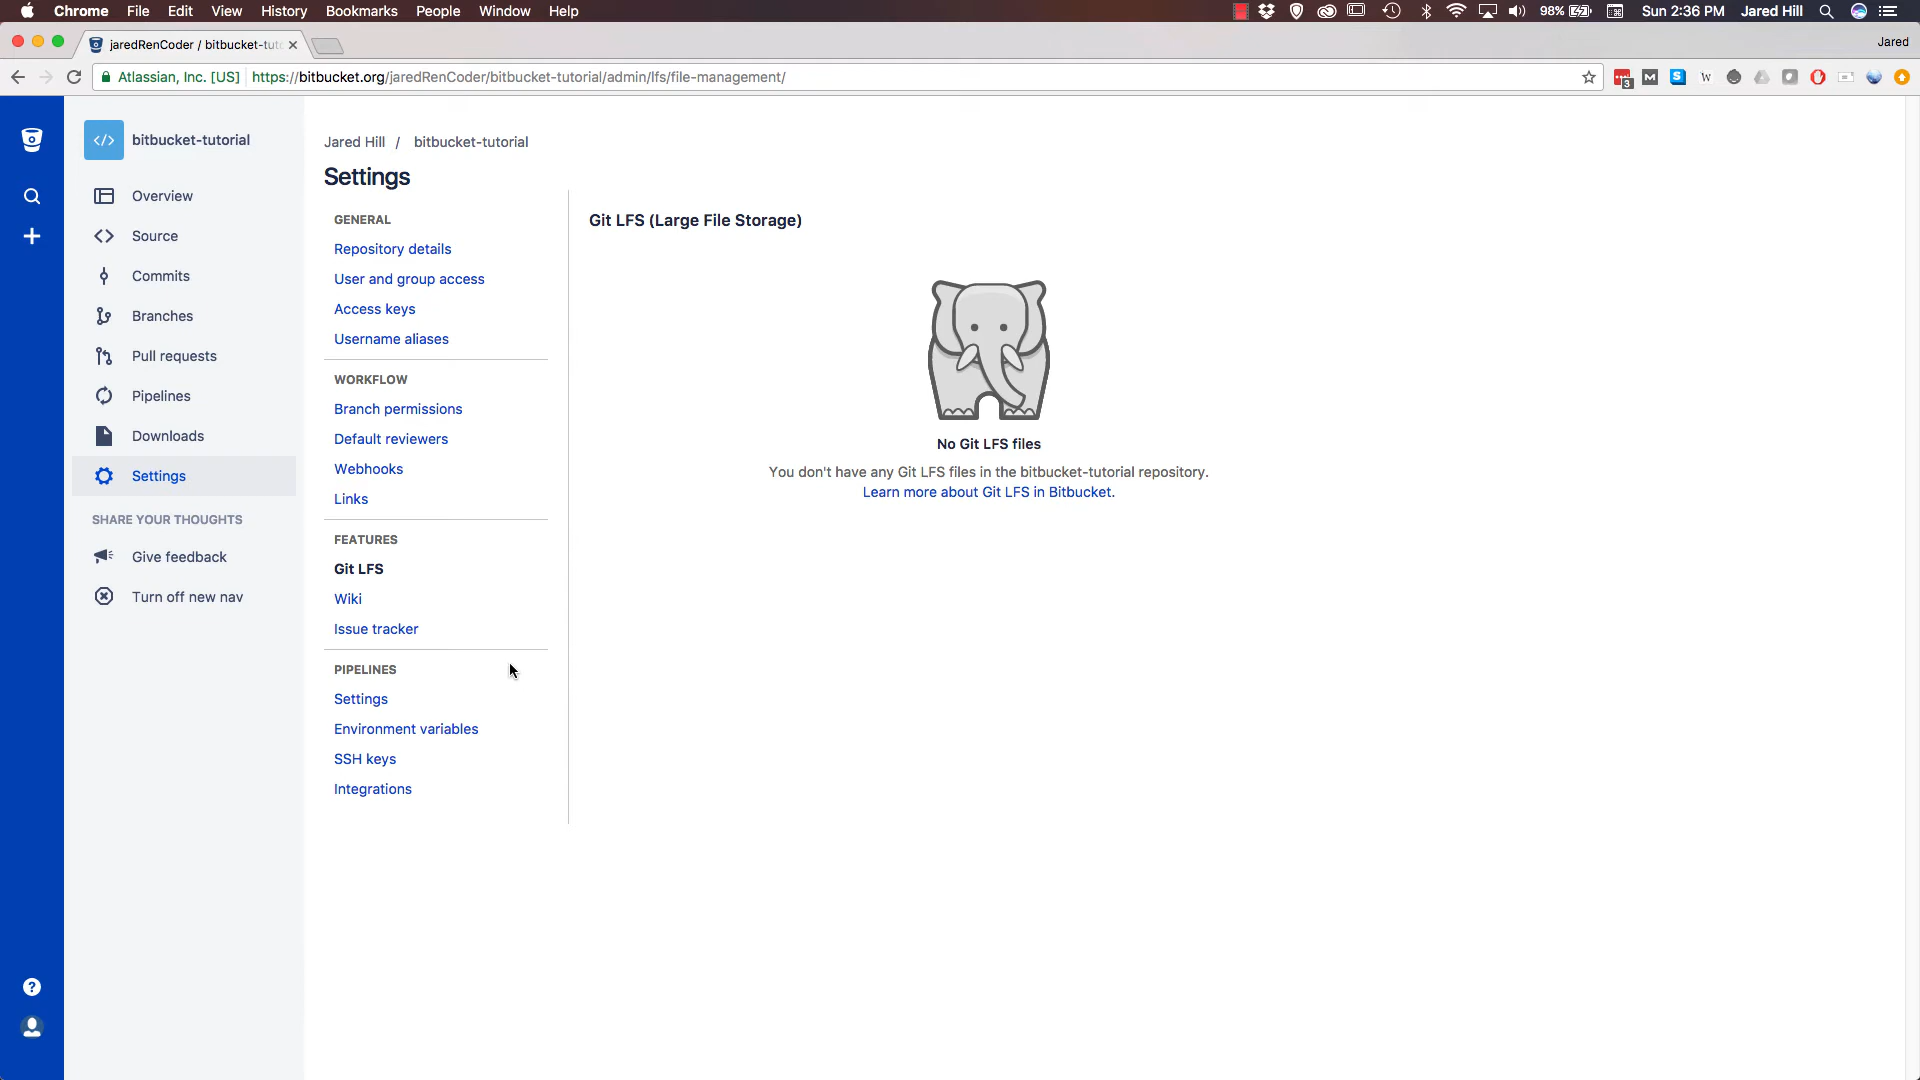 Chrome File Edit View History Bookmarks People Window Help 98% Sun 2:36 PM Jared Hill
jaredRenCoder / bitbucket-tut Jared
Atlassian, Inc. [US] https://bitbucket.org/jaredRenCoder/bitbucket-tutorial/admin/lfs/file-management/ 3 M S W
bitbucket-tutorial
Overview
Source
Commits
Branches
Pull requests
Pipelines
Downloads
Settings
SHARE YOUR THOUGHTS
Give feedback
Turn off new nav
Jared Hill / bitbucket-tutorial
Settings
GENERAL
Repository details
User and group access
Access keys
Username aliases
WORKFLOW
Branch permissions
Default reviewers
Webhooks
Links
FEATURES
Git LFS
Wiki
Issue tracker
PIPELINES
Settings
Environment variables
SSH keys
Integrations
Git LFS (Large File Storage)
No Git LFS files
You don't have any Git LFS files in the bitbucket-tutorial repository.
Learn more about Git LFS in Bitbucket.